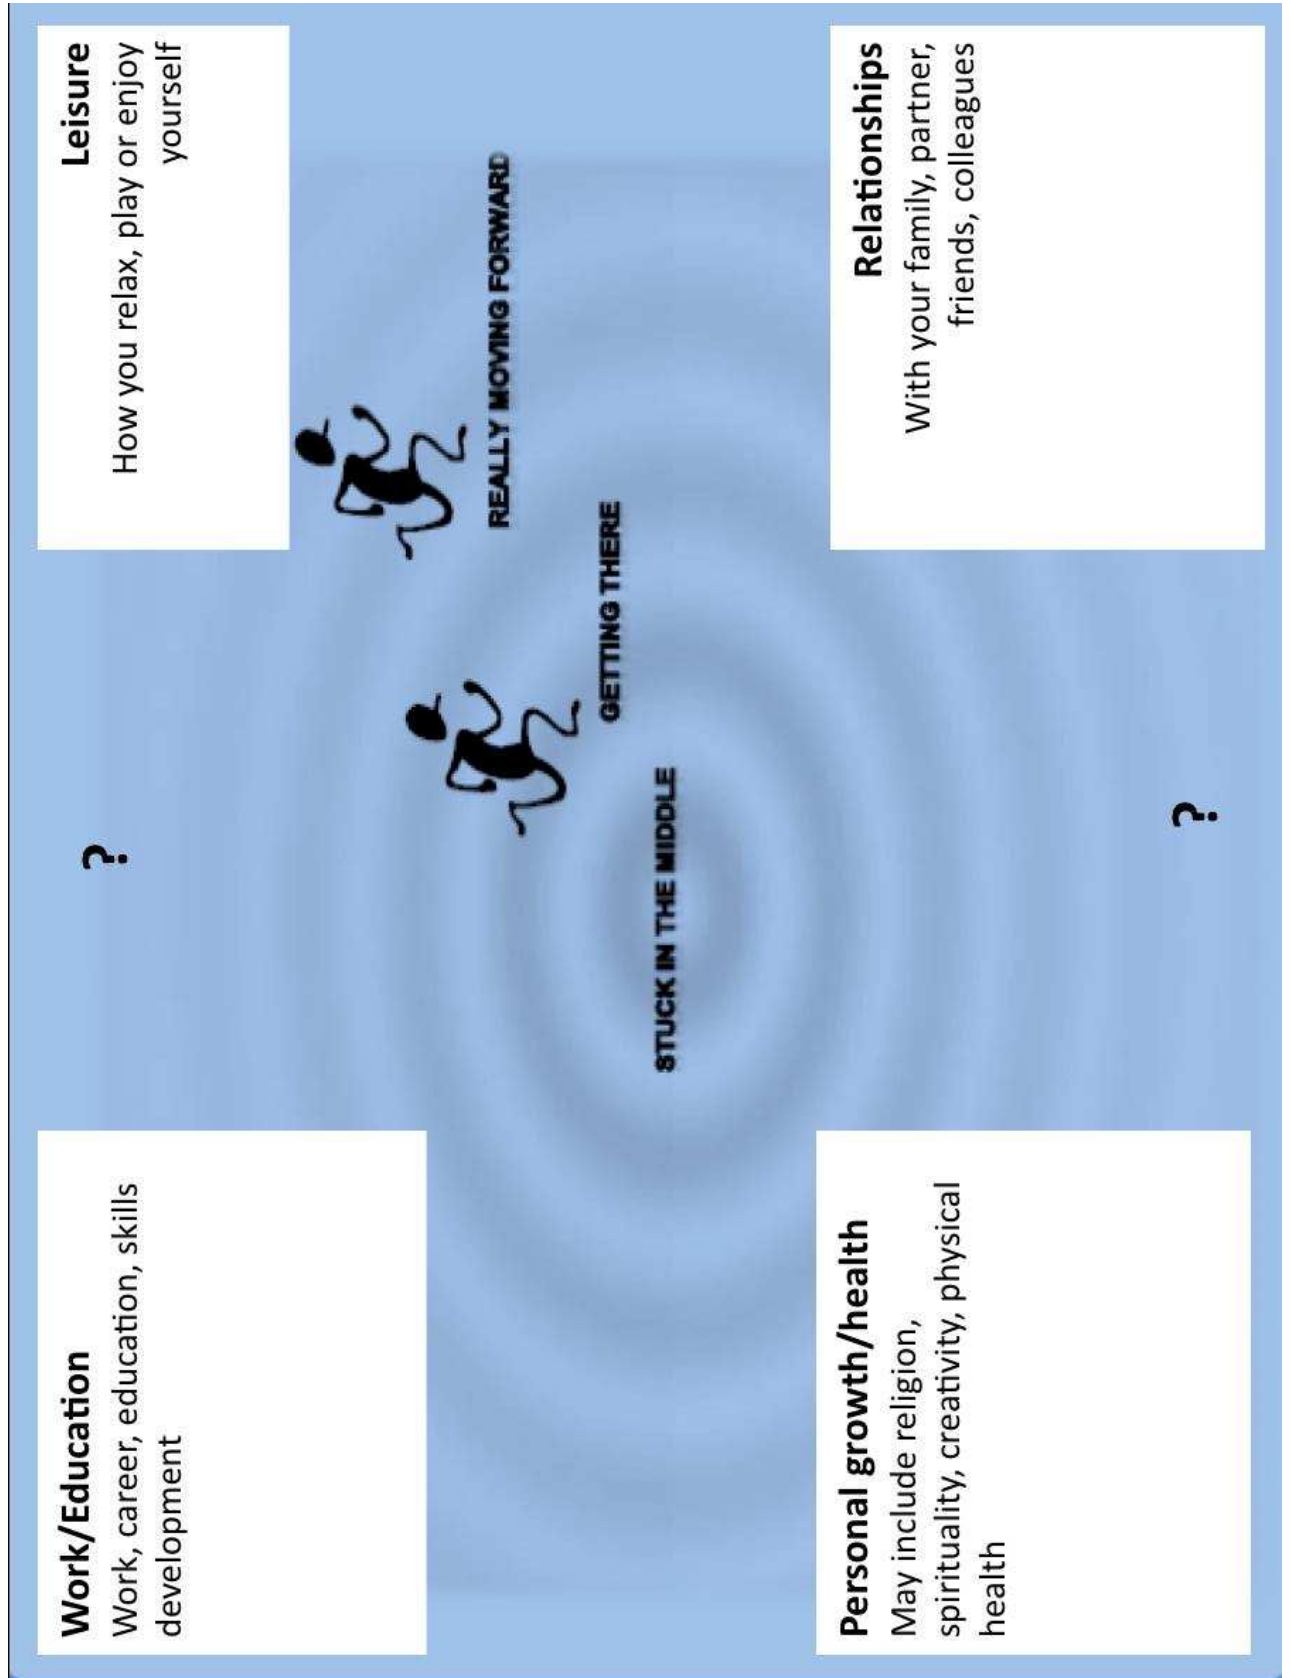 Work/Education
Work, career, education, skills
development
?
Leisure
How you relax, play or enjoy
yourself
REALLY MOVING FORWARD
GETTING THERE
STUCK IN THE MIDDLE
Personal growth/health
May include religion,
spirituality, creativity, physical
health
?
Relationships
With your family, partner,
friends, colleagues